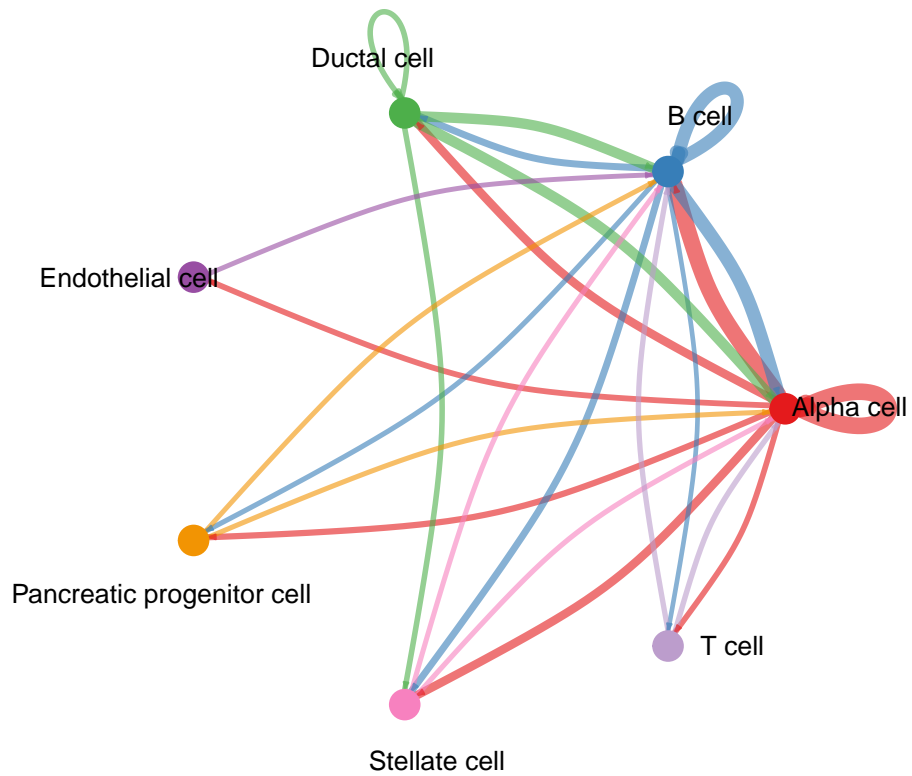 Ductal cell
B cell
Endothelial cell
Alpha cell
Pancreatic progenitor cell
T cell
Stellate cell